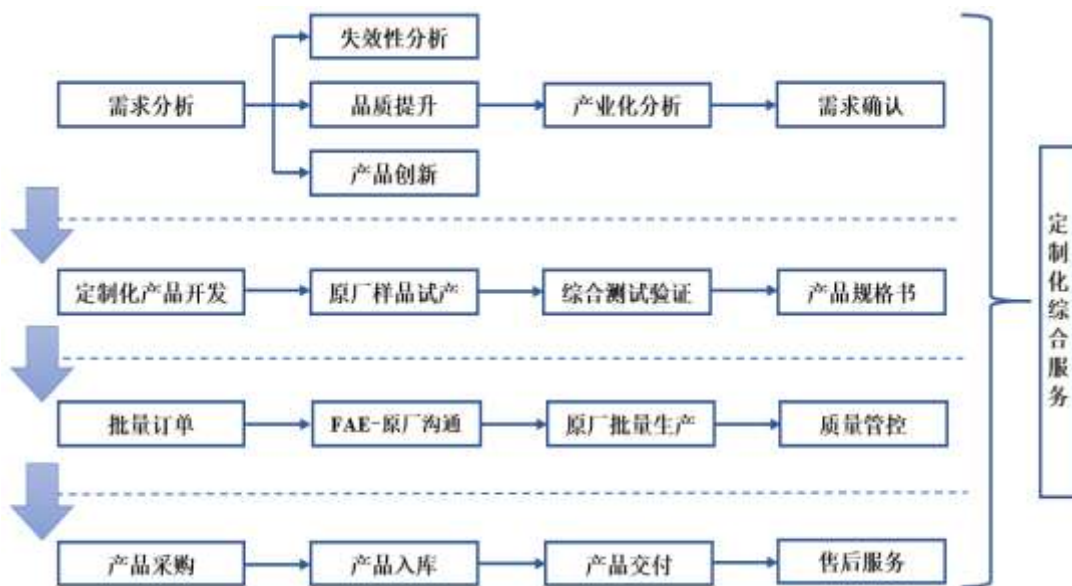 失效性分析
需求分析
品质提升
产业化分析
需求确认
产品创新
定制化产品开发
原厂样品试产
综合测试验证
产品规格书
批量订单
FAE-原厂沟通
原厂批量生产
质量管控
产品采购
产品入库
产品交付
售后服务
定制化综合服务